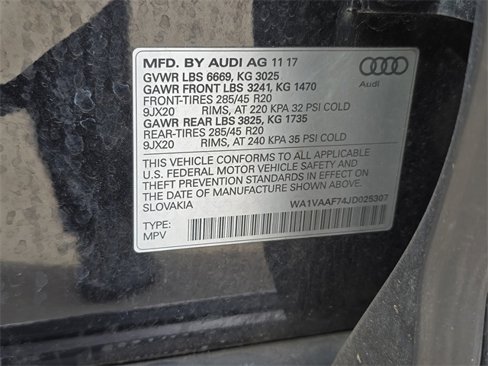 MFD. BY AUDI AG 11 17
GVWR LBS 6669, KG 3025
GAWR FRONT LBS 3241, KG 1470
FRONT-TIRES 285/45 R20
9JX20 RIMS, AT 220 KPA 32 PSI COLD
GAWR REAR LBS 3825, KG 1735
REAR-TIRES 285/45 R20
9JX20 RIMS, AT 240 KPA 35 PSI COLD
Audi
THIS VEHICLE CONFORMS TO ALL APPLICABLE
U.S. FEDERAL MOTOR VEHICLE SAFETY AND
THEFT PREVENTION STANDARDS IN EFFECT ON
THE DATE OF MANUFACTURE SHOWN ABOVE.
SLOVAKIA
WA1VAAF74JD025307
TYPE:
MPV